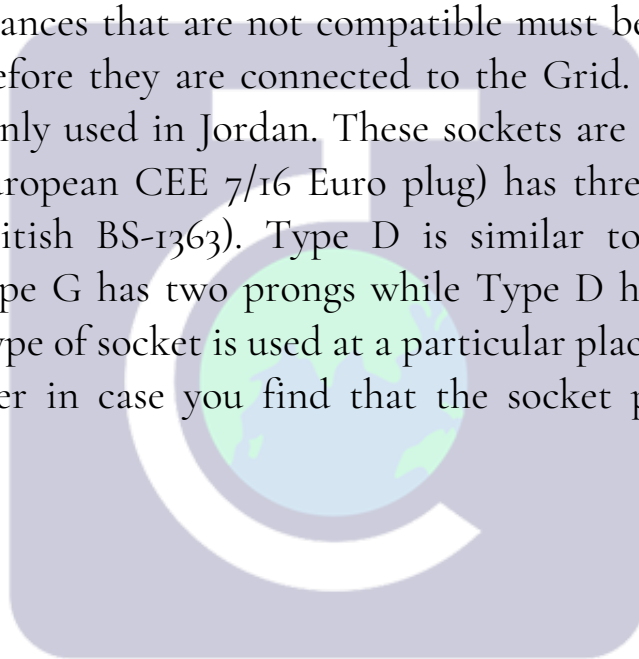 ances that are not compatible must be
efore they are connected to the Grid.
nly used in Jordan. These sockets are
uropean CEE 7/16 Euro plug) has thre
itish BS-1363). Type D is similar to
pe G has two prongs while Type D h
ype of socket is used at a particular plac
er in case you find that the socket p